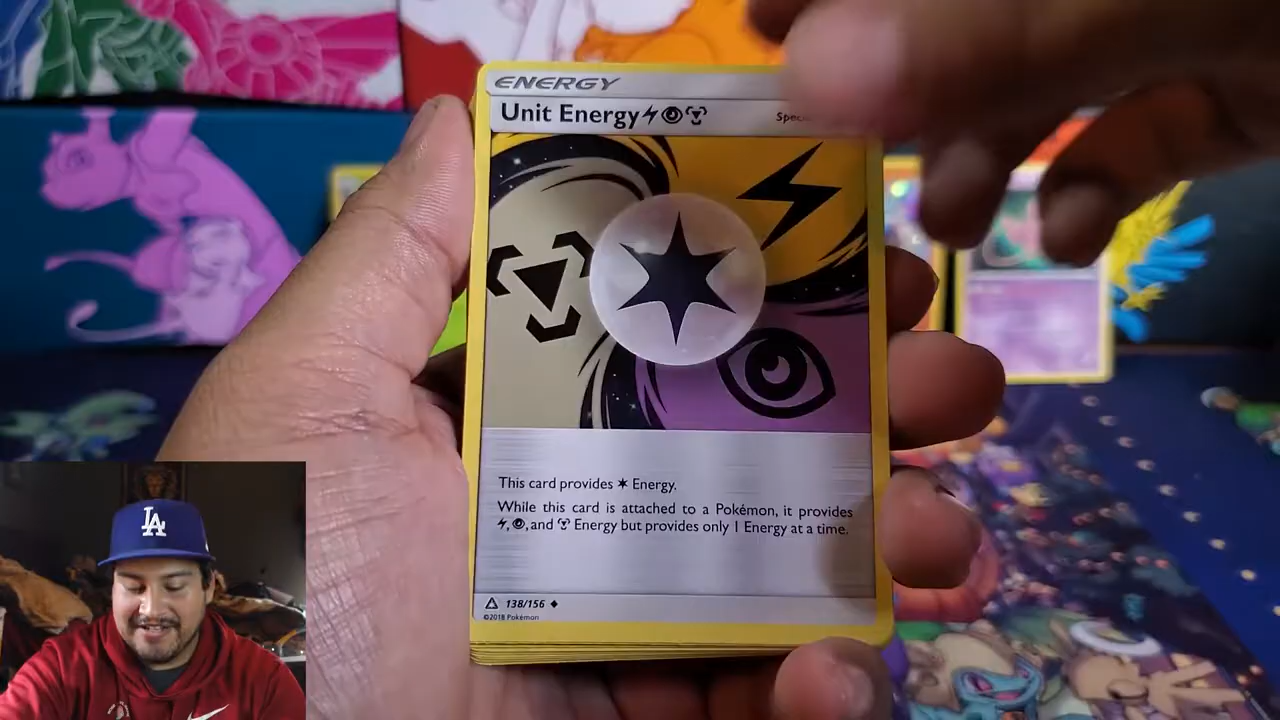 ENERGY
Unit Energy
This card provides Energy.
While this card is attached to a Pokémon, it provides
, , and Energy but provides only 1 Energy at a time.
138/156
©2018 Pokémon
LA